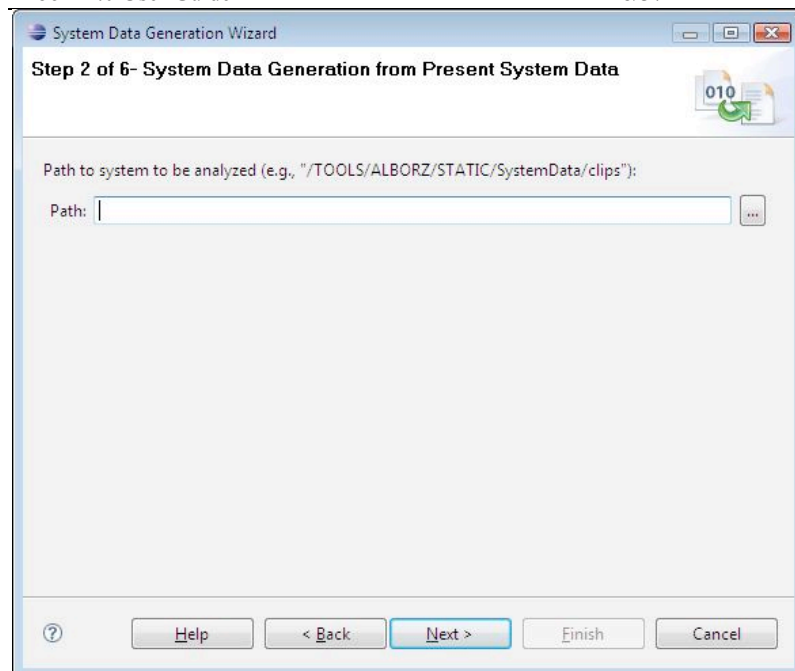 System Data Generation Wizard
Step 2 of 6- System Data Generation from Present System Data
010
Path to system to be analyzed (e.g., "/TOOLS/ALBORZ/STATIC/SystemData/clips"):
Path:
...
? Help < Back Next > Finish Cancel